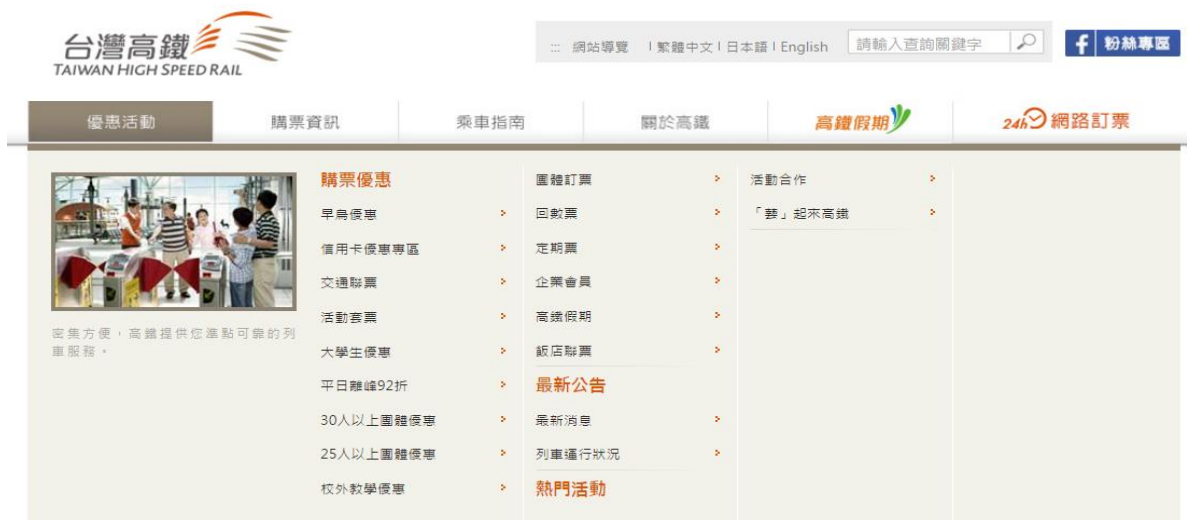 台灣高鐵
TAIWAN HIGH SPEED RAIL
::: 網站導覽 | 繁體中文 | 日本語 | English
請輸入查詢關鍵字
f 粉絲專區
優惠活動
購票資訊
乘車指南
關於高鐵
高鐵假期
24h 網路訂票
密集方便，高鐵提供您準點可靠的列
車服務。
購票優惠
早鳥優惠
信用卡優惠專區
交通聯票
活動套票
大學生優惠
平日離峰92折
30人以上團體優惠
25人以上團體優惠
校外教學優惠
團體訂票
回數票
定期票
企業會員
高鐵假期
飯店聯票
最新公告
最新消息
列車運行狀況
熱門活動
活動合作
「藝」起來高鐵